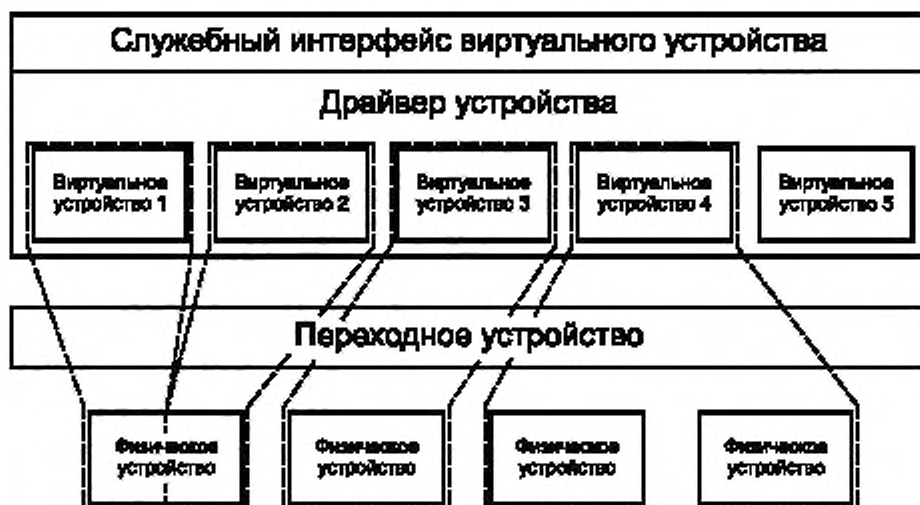 Служебный интерфейс виртуального устройства
Драйвер устройства
Виртуальное
устройство 1
Виртуальное
устройство 2
Виртуальное
устройство 3
Виртуальное
устройство 4
Виртуальное
устройство 5
Переходное устройство
Физическое
устройство
Физическое
устройство
Физическое
устройство
Физическое
устройство